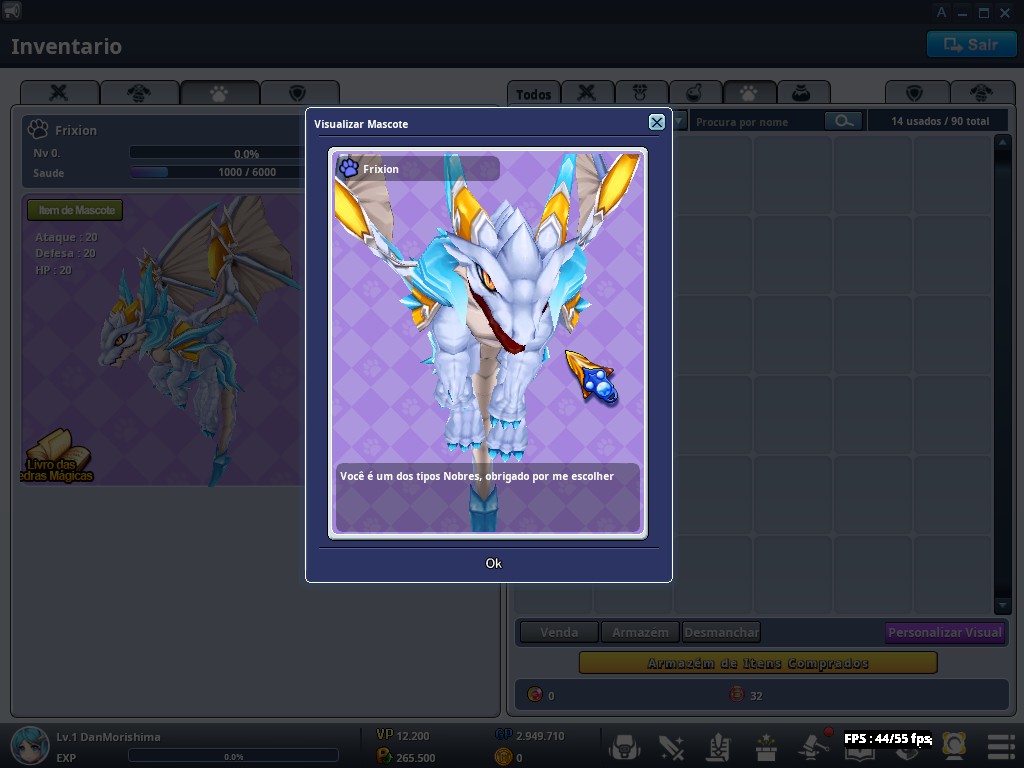 A
Inventario
Sair
Todos
Frixion
Nv 0.
0.0%
Saude
1000 / 6000
Item de Mascote
Ataque : 20
Defesa : 20
HP : 20
Livro das
edras Mágicas
Visualizar Mascote
Frixion
Você é um dos tipos Nobres, obrigado por me escolher
Ok
Procura por nome
14 usados / 90 total
Venda
Armazém
Desmanchar
Personalizar Visual
Armazém de Itens Comprados
0
32
Lv.1 DanMorishima
EXP
0.0%
VP 12.200
265.500
GP 2.949.710
0
FPS : 44/55 fps